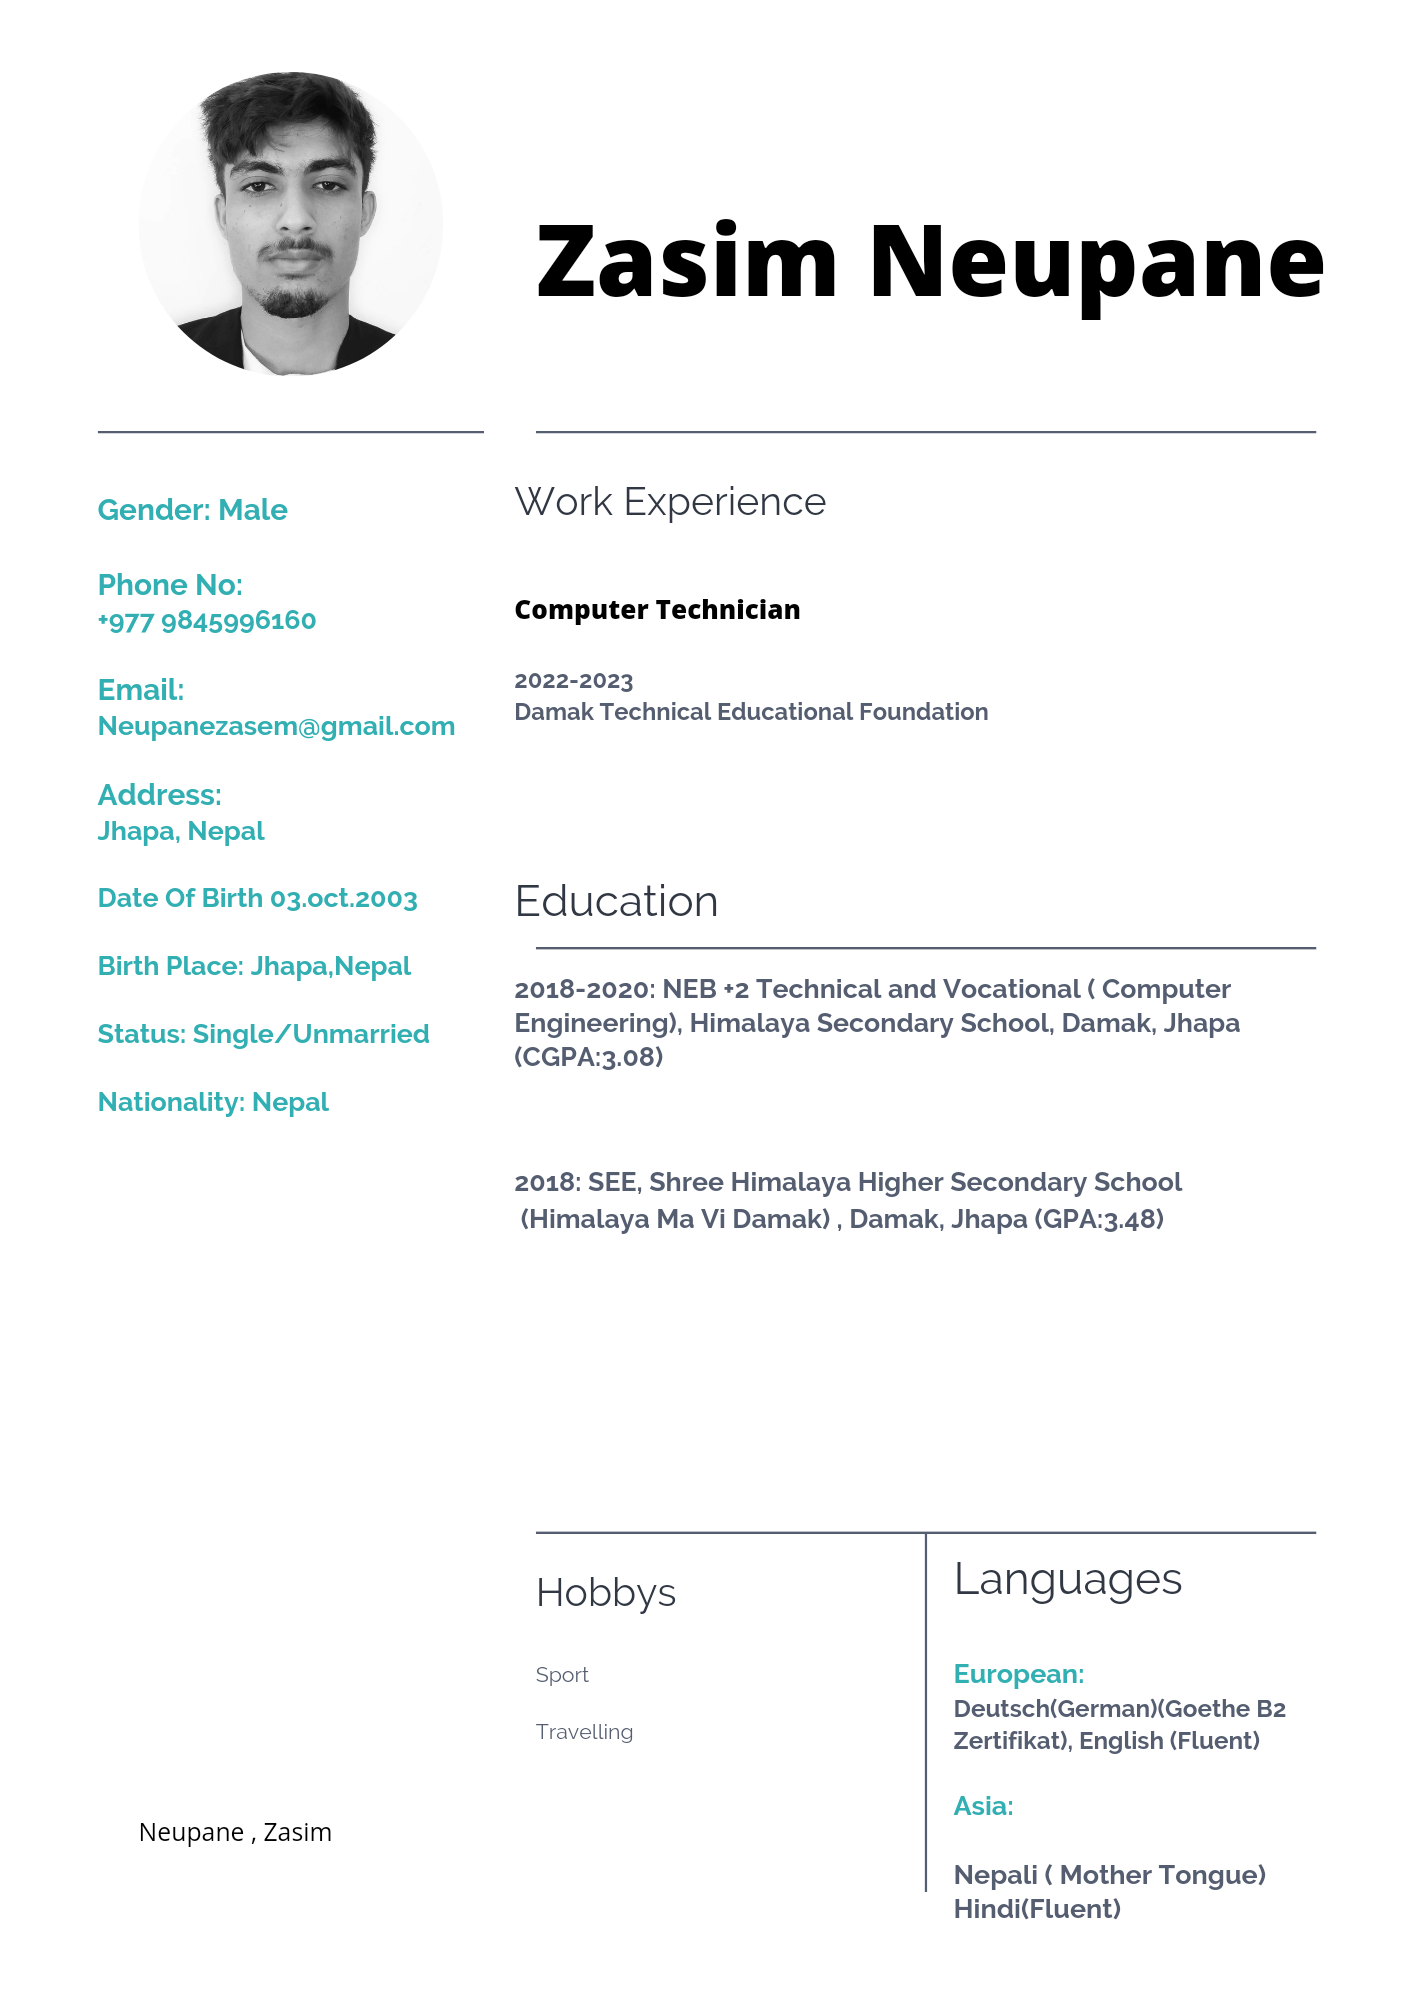 Zasim Neupane
Gender: Male
Phone No:
+977 9845996160
Email:
Neupanezasem@gmail.com
Address:
Jhapa, Nepal
Date Of Birth 03.oct.2003
Birth Place: Jhapa,Nepal
Status: Single/Unmarried
Nationality: Nepal
Work Experience
Computer Technician
2022-2023
Damak Technical Educational Foundation
Education
2018-2020: NEB +2 Technical and Vocational ( Computer
Engineering), Himalaya Secondary School, Damak, Jhapa
(CGPA:3.08)
2018: SEE, Shree Himalaya Higher Secondary School
(Himalaya Ma Vi Damak) , Damak, Jhapa (GPA:3.48)
Hobbys
Sport
Travelling
Languages
European:
Deutsch(German)(Goethe B2
Zertifikat), English (Fluent)
Asia:
Nepali ( Mother Tongue)
Hindi(Fluent)
Neupane , Zasim